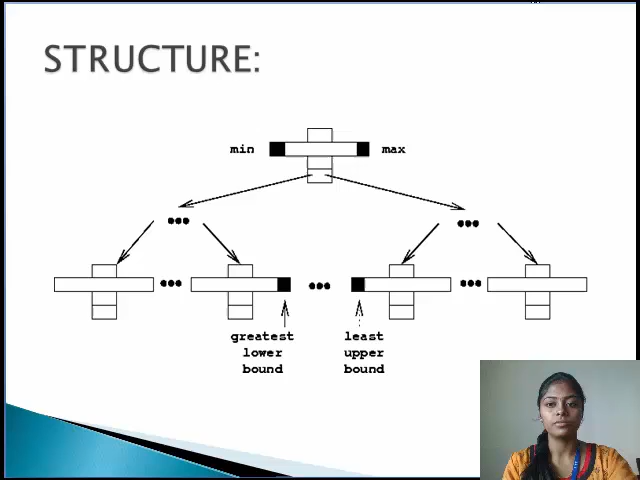 STRUCTURE:
min
max
greatest
lower
bound
least
upper
bound